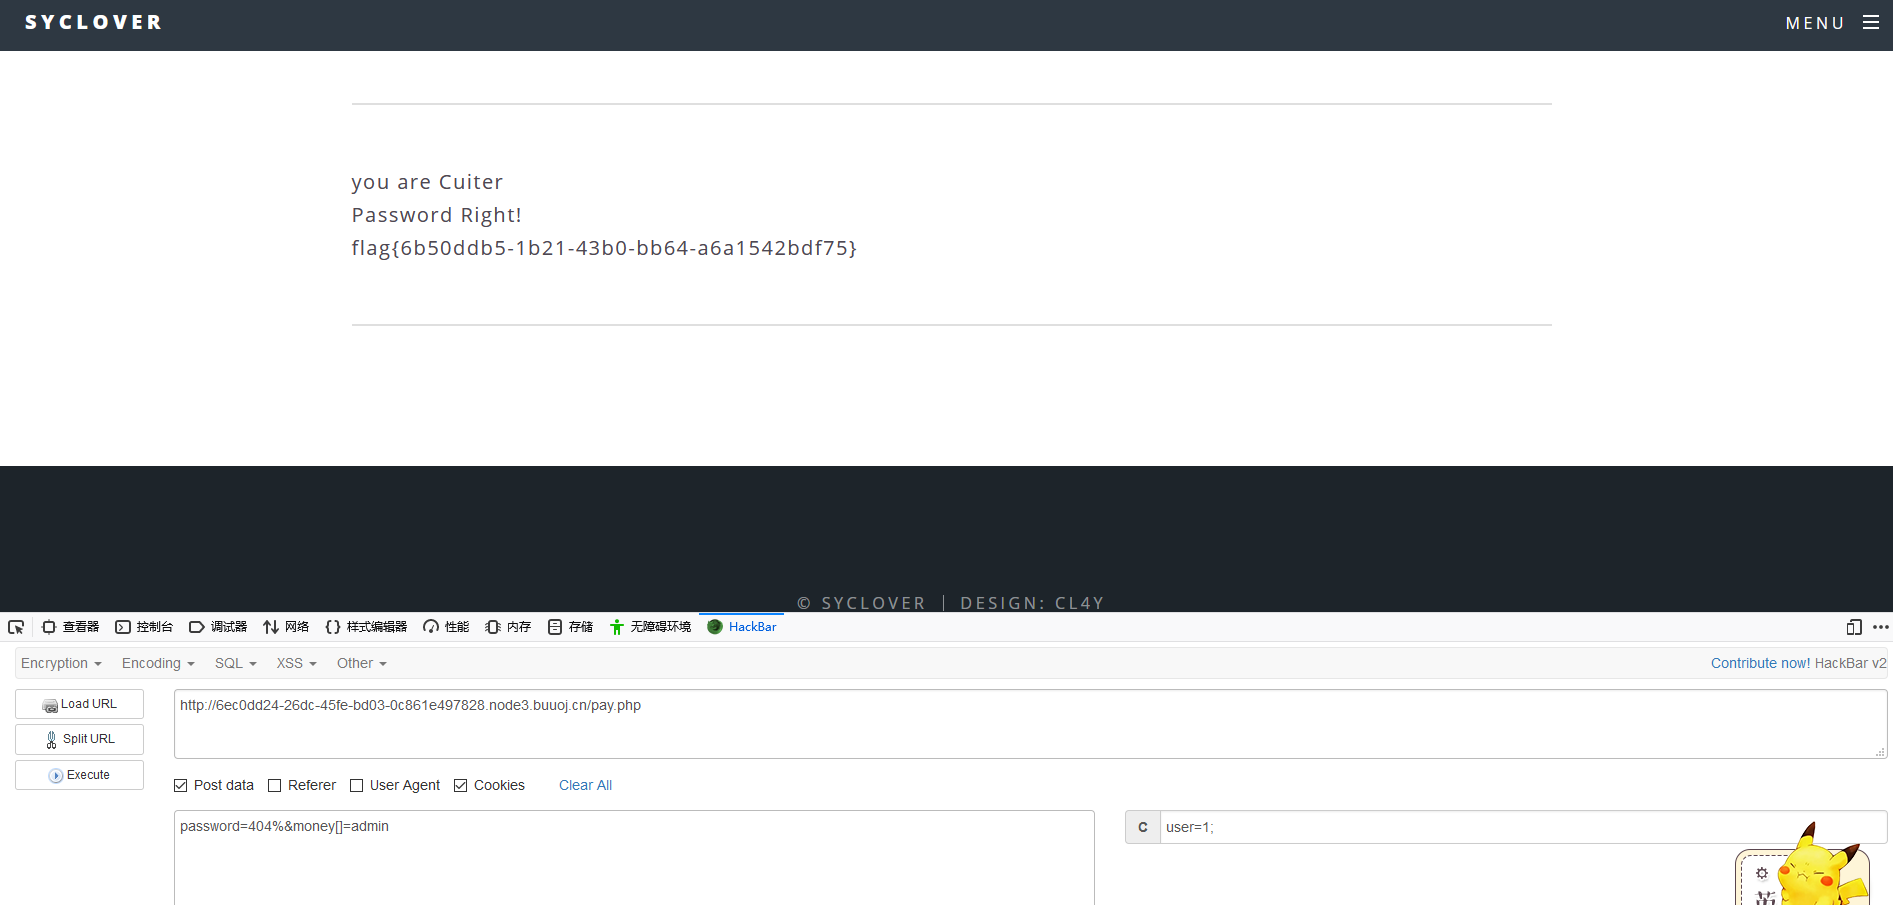 SYCLOVER
MENU
you are Cuiter
Password Right!
flag{6b50ddb5-1b21-43b0-bb64-a6a1542bdf75}
© SYCLOVER | DESIGN: CL4Y
查看器 控制台 调试器 网络 样式编辑器 性能 内存 存储 无障碍环境 HackBar
Encryption Encoding SQL XSS Other Contribute now! HackBar v2
Load URL
http://6ec0dd24-26dc-45fe-bd03-0c861e497828.node3.buuoj.cn/pay.php
Split URL
Execute
Post data Referer User Agent Cookies Clear All
password=404%&money[]=admin
C user=1;